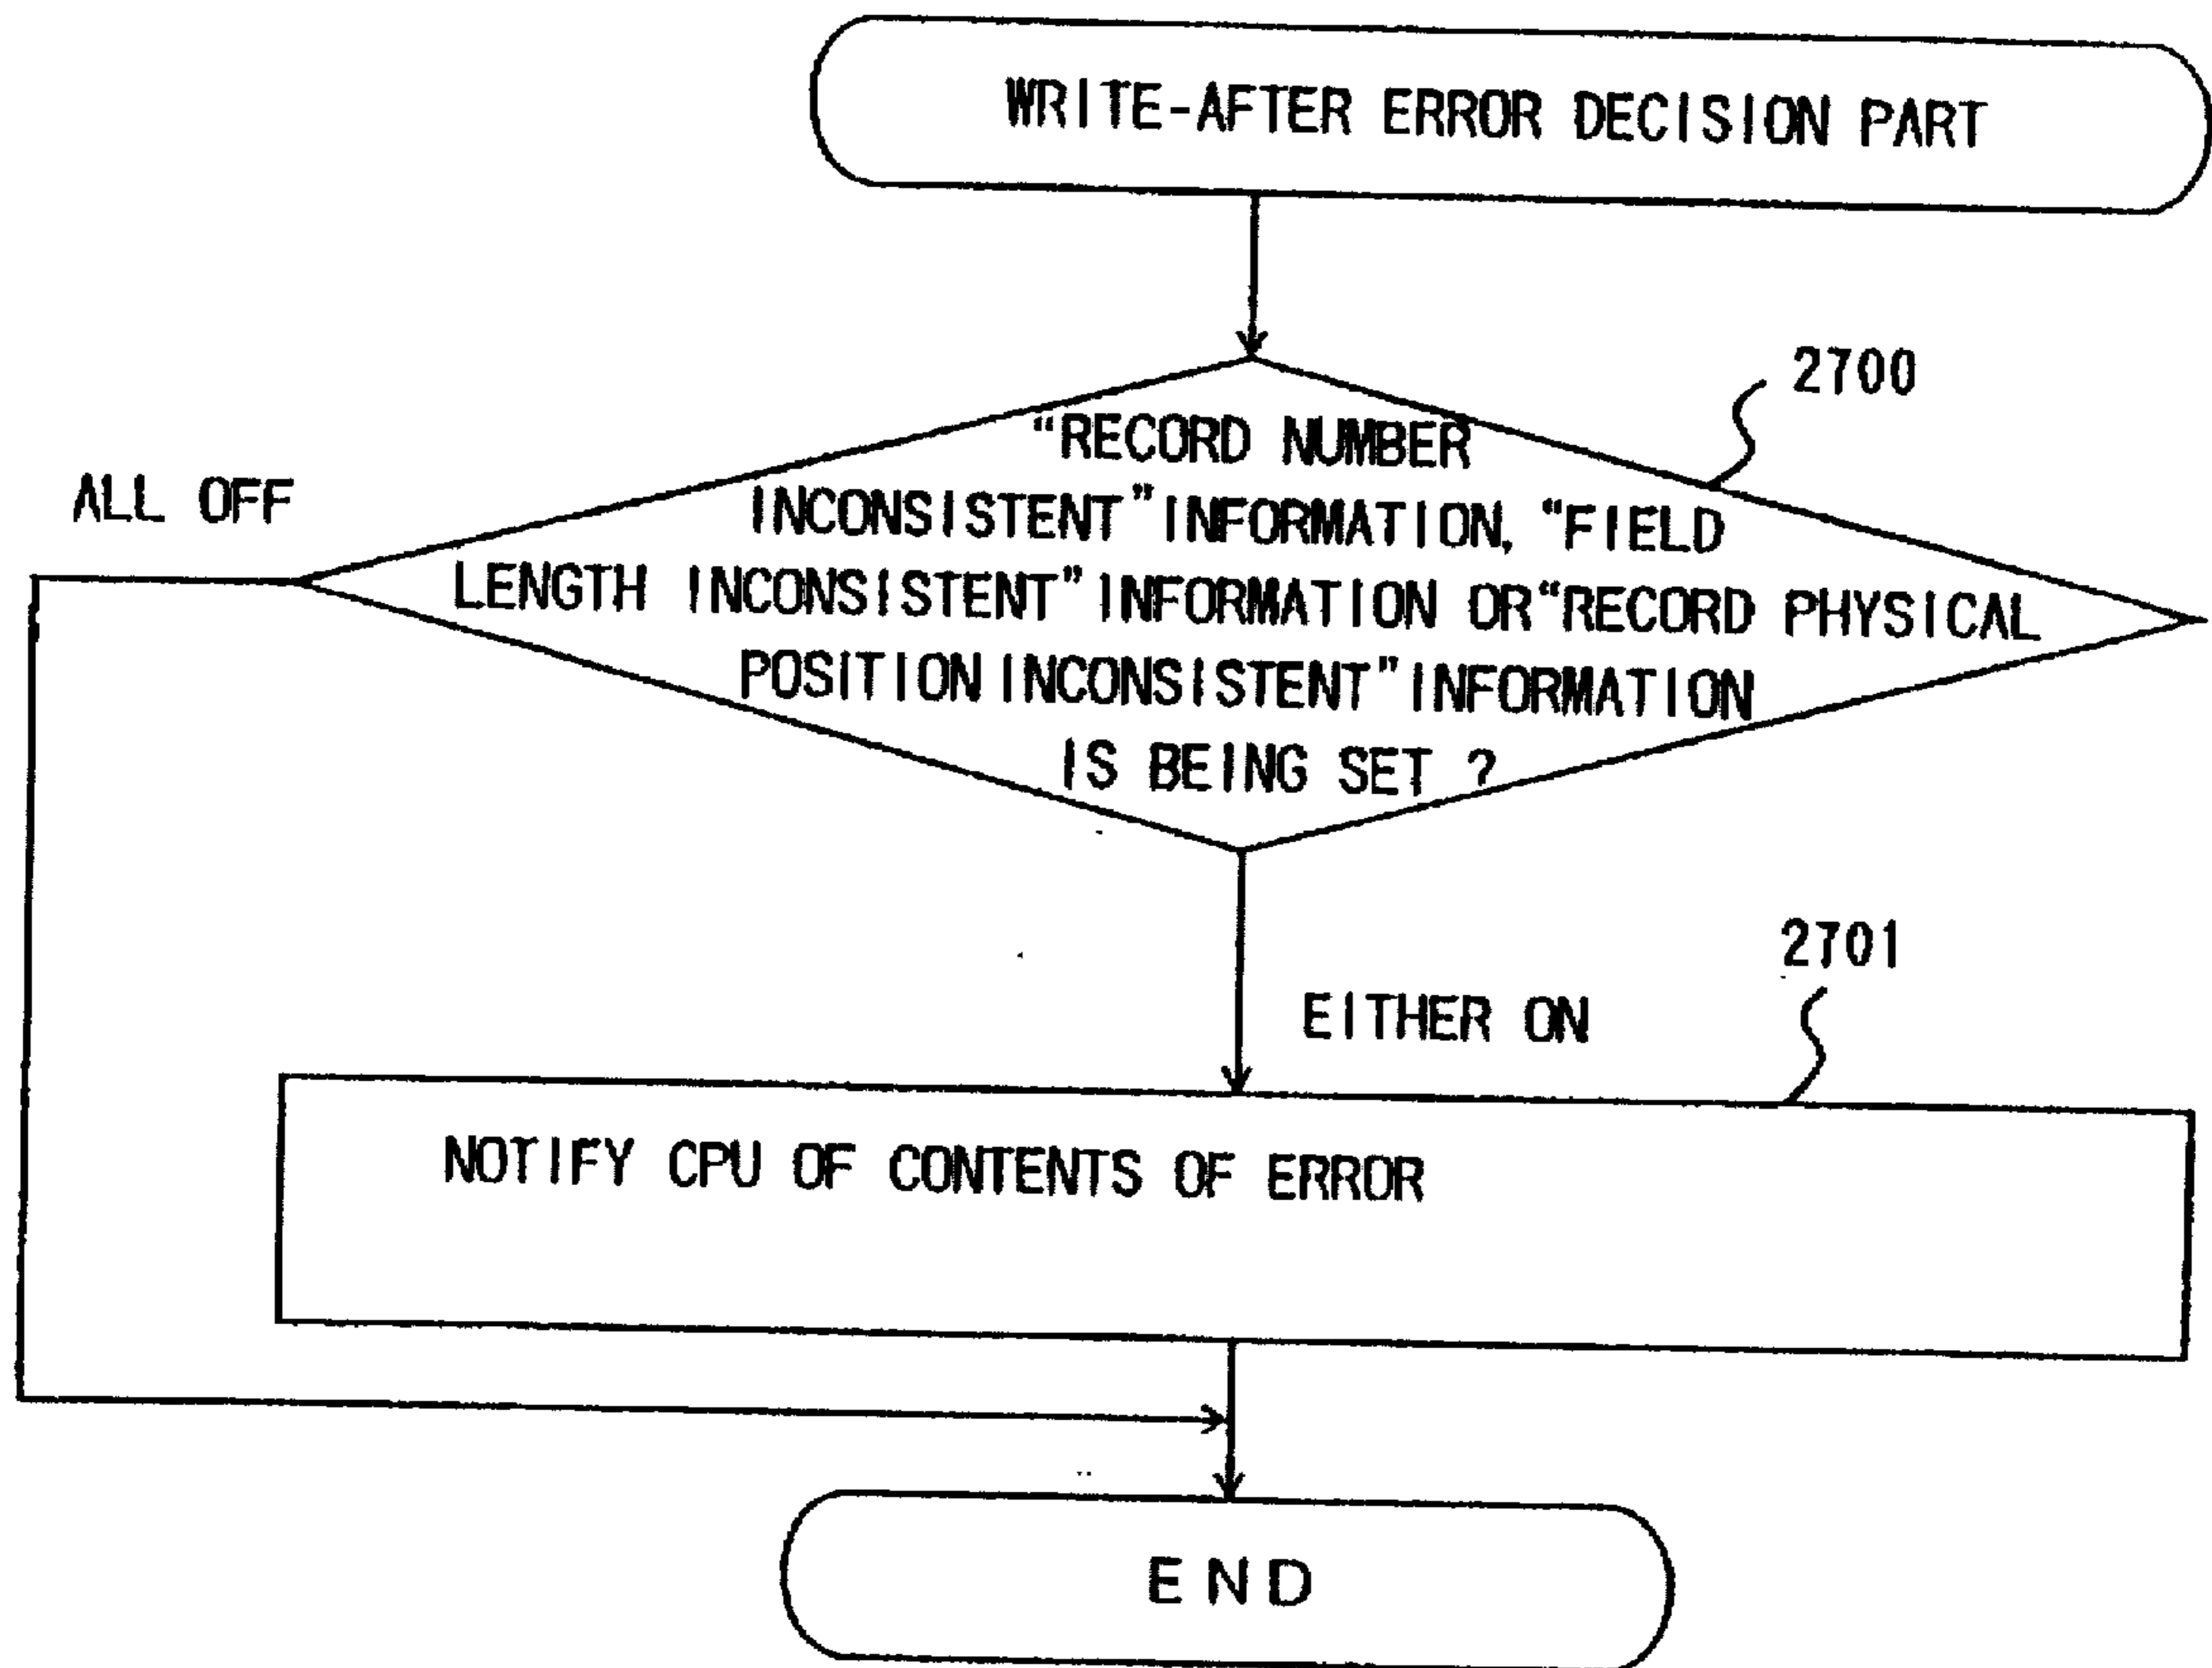 WRITE-AFTER ERROR DECISION PART
2700
“RECORD NUMBER
INCONSISTENT” INFORMATION, “FIELD
LENGTH INCONSISTENT” INFORMATION OR “RECORD PHYSICAL
POSITION INCONSISTENT” INFORMATION
IS BEING SET ?
ALL OFF
EITHER ON
2701
NOTIFY CPU OF CONTENTS OF ERROR
END